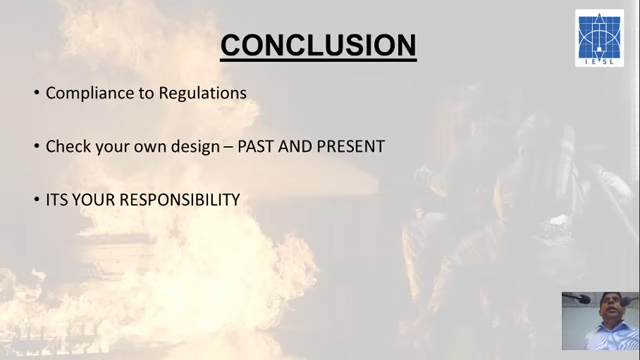 CONCLUSION
IESL
• Compliance to Regulations
• Check your own design – PAST AND PRESENT
• ITS YOUR RESPONSIBILITY